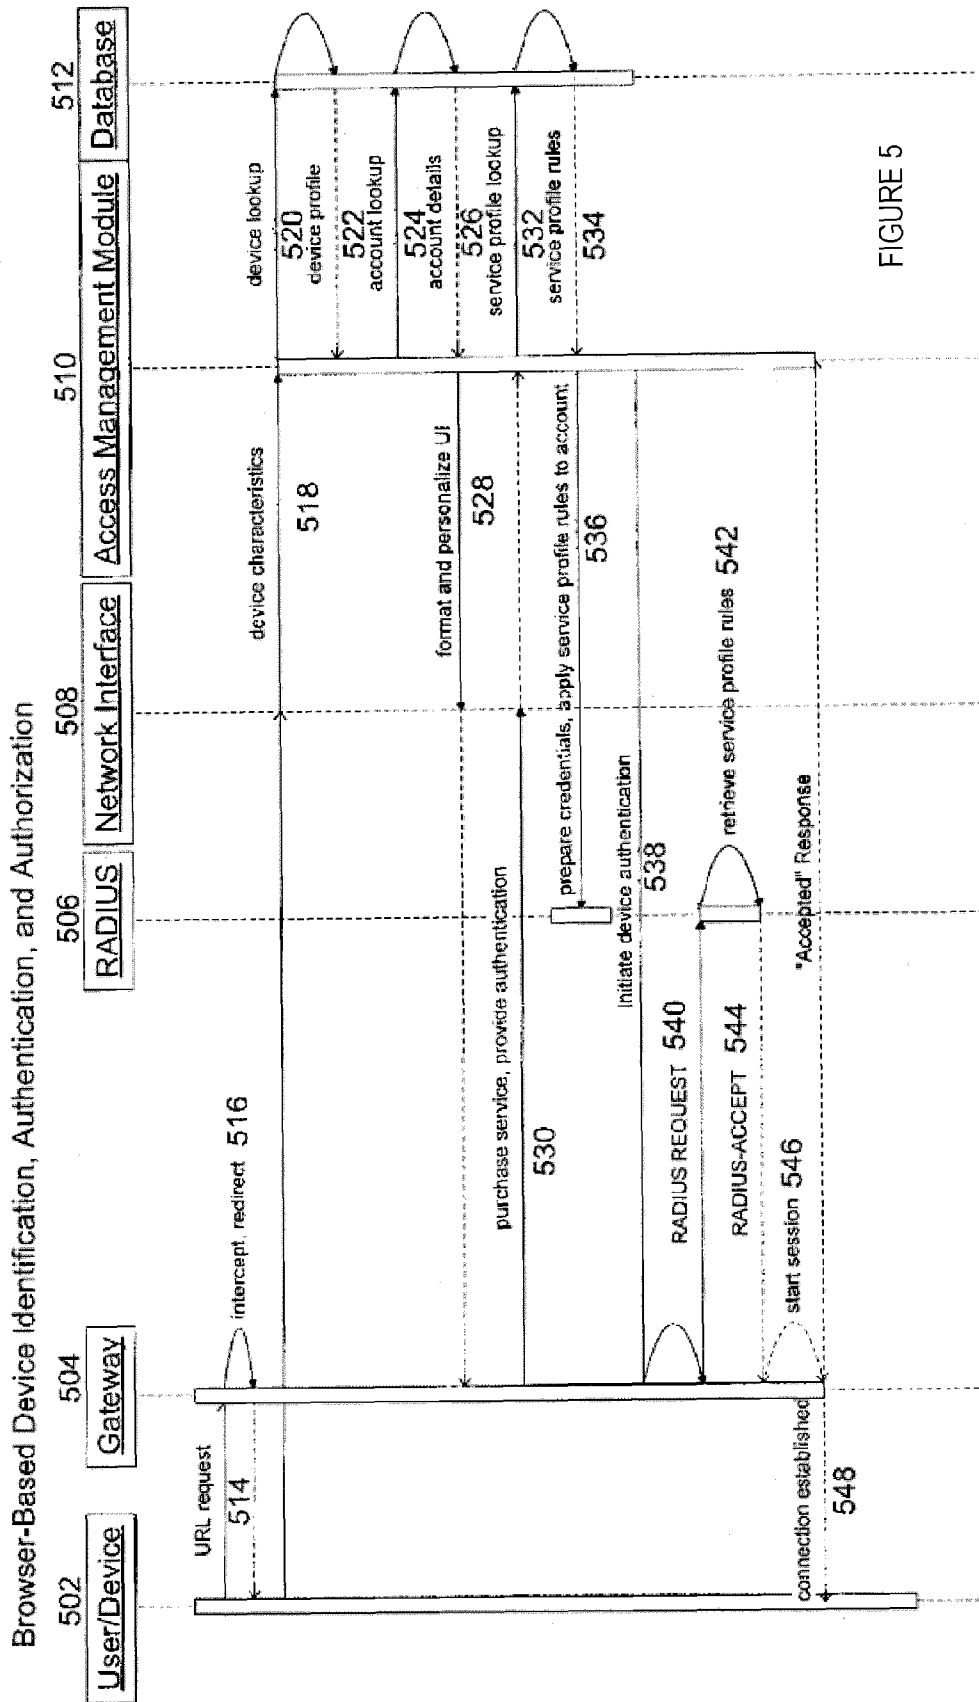 Browser-Based Device Identification, Authentication, and Authorization
502
504
506
508
510
512
User/Device
Gateway
RADIUS
Network Interface
Access Management Module
Database
URL request
514
intercept, redirect 516
device characteristics
518
device lookup
520
device profile
522
account lookup
524
account details
526
format and personalize UI
528
purchase, service, provide authentication
530
service profile lookup
532
service profile rules
534
prepare credentials, apply service profile rules to account
536
Initiate device authentication
538
RADIUS REQUEST 540
retrieve service profile rules 542
RADIUS-ACCEPT 544
start session 546
"Accepted" Response
connection established
548
FIGURE 5